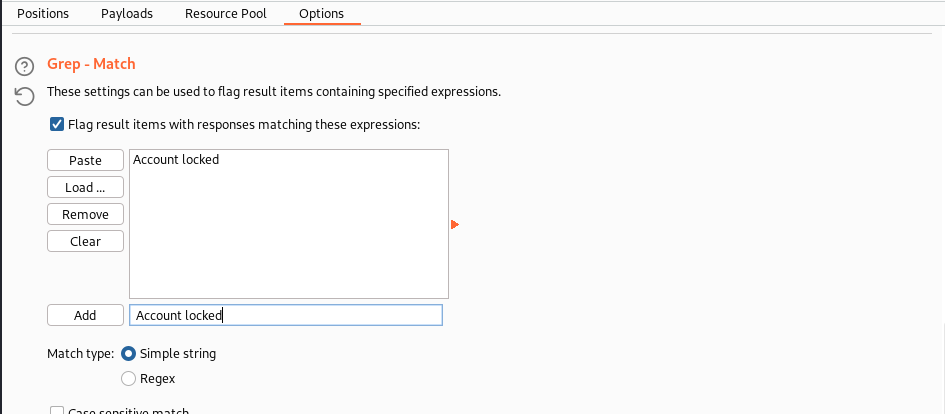 Positions Payloads Resource Pool Options
Grep - Match
These settings can be used to flag result items containing specified expressions.
Flag result items with responses matching these expressions:
Paste
Account locked
Load ...
Remove
Clear
Add
Account locked
Match type:
Simple string
Regex
Case sensitive match